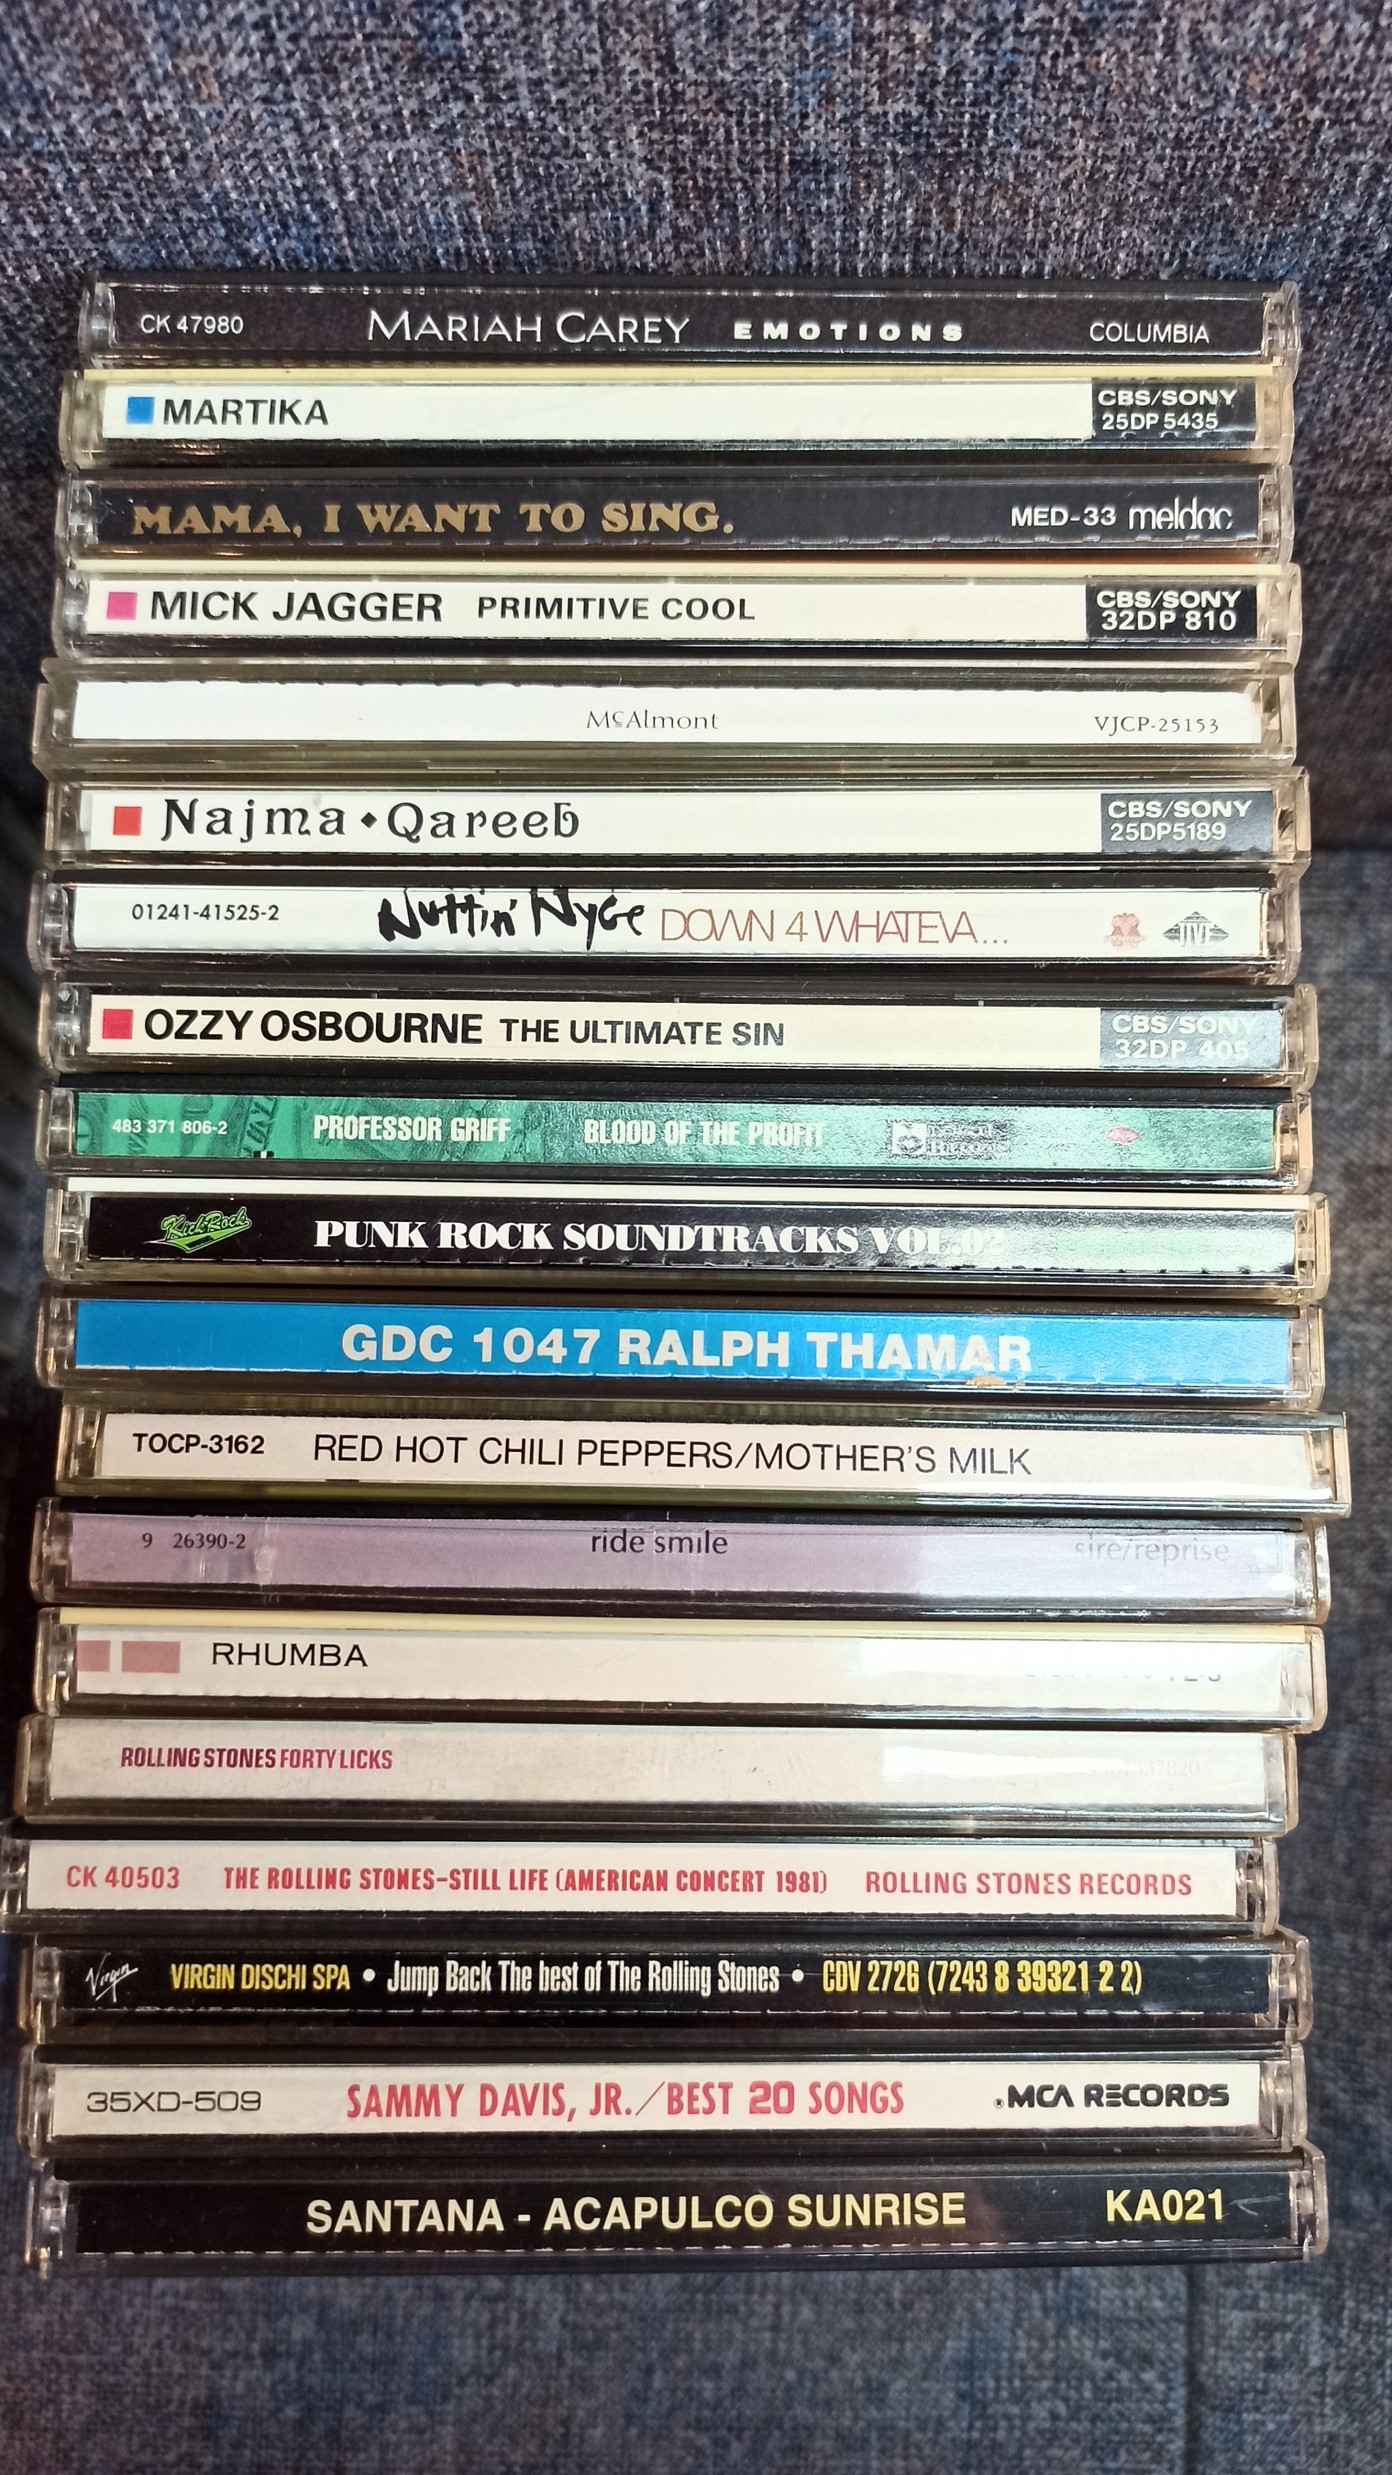 CK 47980 MARIAH CAREY EMOTIONS COLUMBIA
MARTIKA CBS/SONY
25DP 5435
MAMA, I WANT TO SING. MED-33 meldac
MICK JAGGER PRIMITIVE COOL CBS/SONY
32DP 810
McAlmont VJCP-25153
Najma ◆ Qareeb CBS/SONY
25DP5189
01241-41525-2 Nuttin' Nyce DOWN 4 WHATEVA... JIVE
OZZY OSBOURNE THE ULTIMATE SIN CBS/SONY
32DP 405
483 371 806-2 PROFESSOR GRIFF BLOOD OF THE PROFIT
KickRock PUNK ROCK SOUNDTRACKS VOL.02
GDC 1047 RALPH THAMAR
TOCP-3162 RED HOT CHILI PEPPERS/MOTHER'S MILK
9 26390-2 ride smile sire/reprise
RHUMBA
ROLLING STONES FORTY LICKS
CK 40503 THE ROLLING STONES-STILL LIFE (AMERICAN CONCERT 1981) ROLLING STONES RECORDS
Virgin VIRGIN DISCHI SPA • Jump Back The best of The Rolling Stones • CDV 2726 (7243 8 39321 2 2)
35XD-509 SAMMY DAVIS, JR./BEST 20 SONGS MCA RECORDS
SANTANA - ACAPULCO SUNRISE KA021